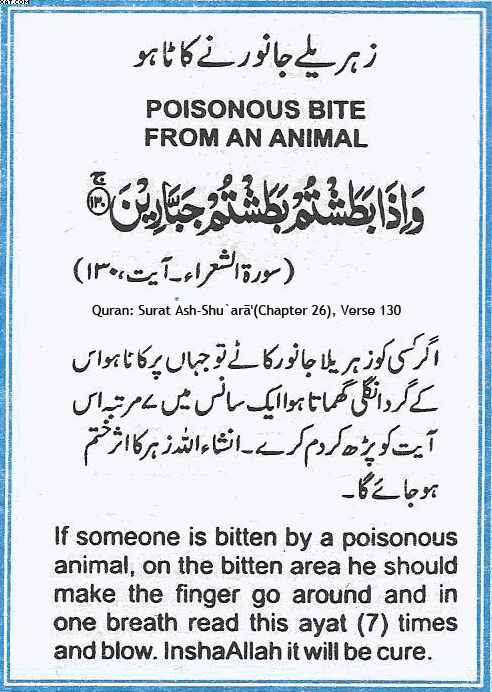 XAT.COM
زہریلے جانور نے کاٹا ہو
POISONOUS BITE
FROM AN ANIMAL
وَاِذَا بَطَشْتُمْ بَطَشْتُمْ جَبَّارِيْنَ ۚ ﴿۱۳۰﴾
(سورۃ الشعراء۔ آیت، ۱۳۰)
Quran: Surat Ash-Shu`arā'(Chapter 26), Verse 130
اگر کسی کو زہریلا جانور کاٹے تو جہاں پر کاٹا ہو اس
کے گرد انگلی گھماتا ہوا ایک سانس میں ۷ مرتبہ اس
آیت کو پڑھ کر دم کرے۔ انشاء اللہ زہر کا اثر ختم
ہو جائے گا۔
If someone is bitten by a poisonous
animal, on the bitten area he should
make the finger go around and in
one breath read this ayat (7) times
and blow. InshaAllah it will be cure.